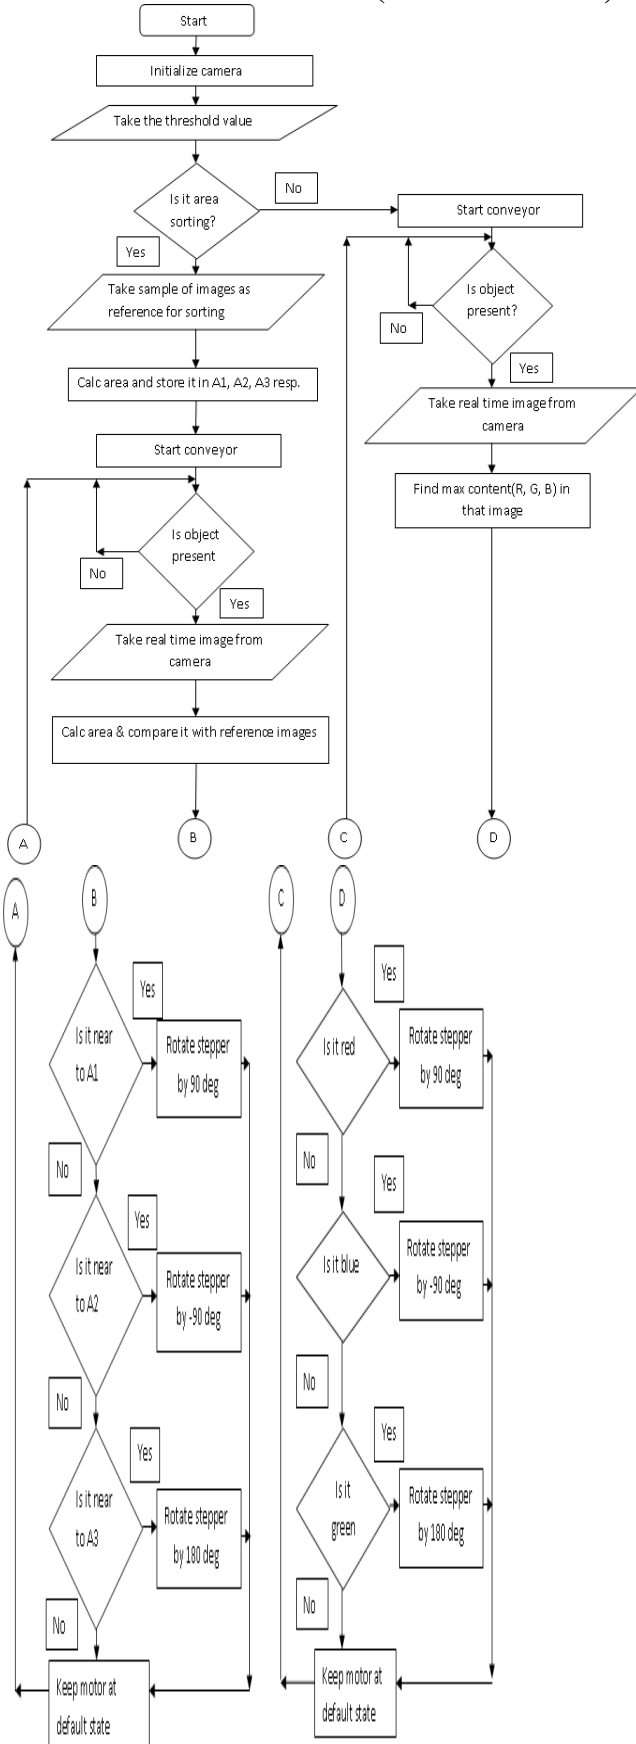 Start
Initialize camera
Take the threshold value
Is it area
sorting?
No
Yes
Start conveyor
Take sample of images as
reference for sorting
Is object
present?
No
Yes
Calc area and store it in A1, A2, A3 resp.
Take real time image from
camera
Start conveyor
Find max content(R, G, B) in
that image
Is object
present
No
Yes
Take real time image from
camera
Calc area & compare it with reference images
A
B
C
D
A
B
C
D
Is it near
to A1
Yes
Rotate stepper
by 90 deg
No
Is it near
to A2
Yes
Rotate stepper
by -90 deg
No
Is it near
to A3
Yes
Rotate stepper
by 180 deg
No
Keep motor at
default state
Is it red
Yes
Rotate stepper
by 90 deg
No
Is it blue
Yes
Rotate stepper
by -90 deg
No
Is it
green
Yes
Rotate stepper
by 180 deg
No
Keep motor at
default state